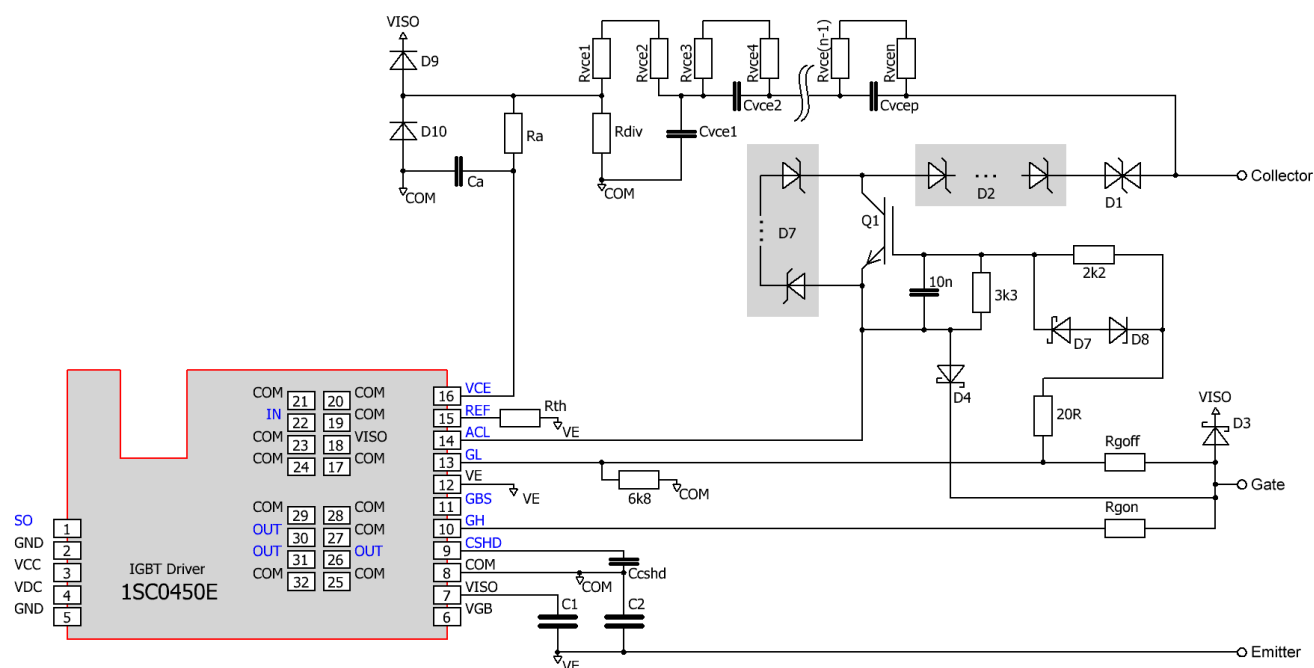 VISO
D9
D10
COM
Ca
Ra
Rvce1
Rvce2
Rvce3
Rvce4
Rvce(n-1)
Rvcen
Rdiv
COM
Cvce1
Cvce2
Cvcep
D7
Q1
D2
D1
Collector
10n
3k3
2k2
D7
D8
D4
20R
VISO
D3
Rgoff
Gate
Rgon
Rth
VE
6k8
COM
VE
Ccshd
COM
C1
C2
VE
Emitter
16 VCE
15 REF
14 ACL
13 GL
12 VE
11 GBS
10 GH
9 CSHD
8 COM
7 VISO
6 VGB
COM 21 20 COM
IN 22 19 COM
COM 23 18 VISO
COM 24 17 COM
COM 29 28 COM
OUT 30 27 COM
OUT 31 26 OUT
COM 32 25 COM
SO 1
GND 2
VCC 3
VDC 4
GND 5
IGBT Driver
1SC0450E